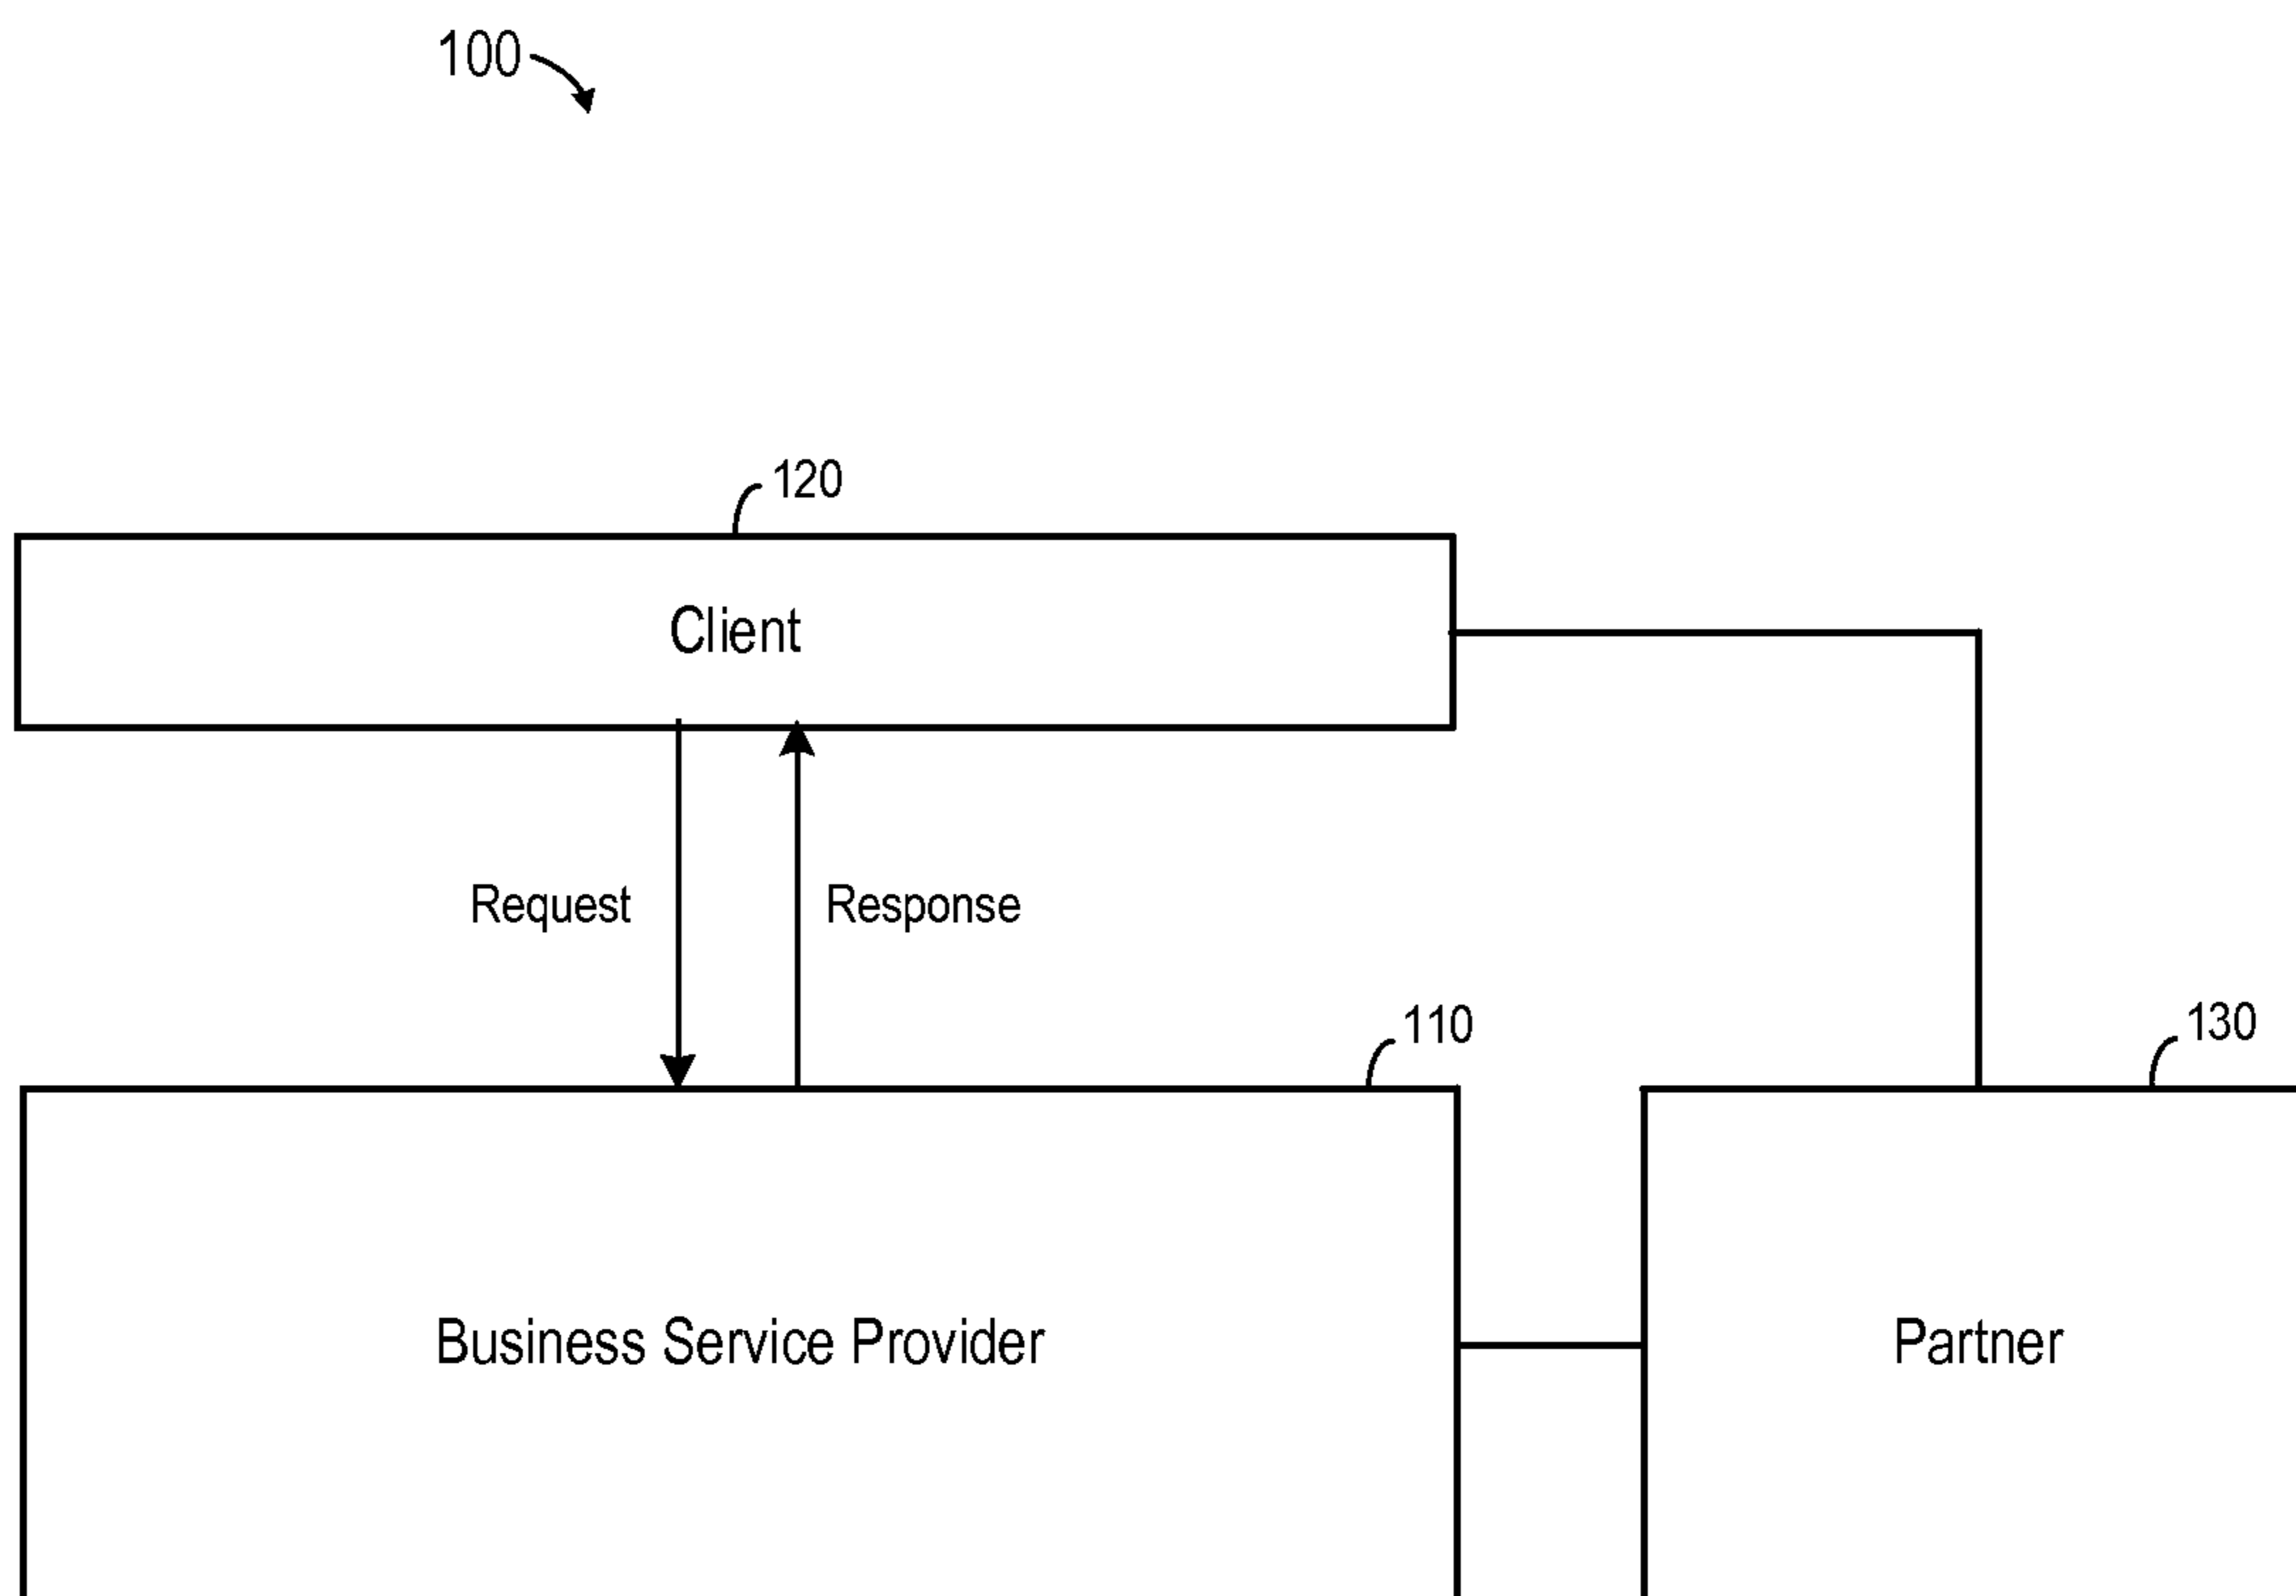 100
120
Client
Request
Response
110
130
Business Service Provider
Partner